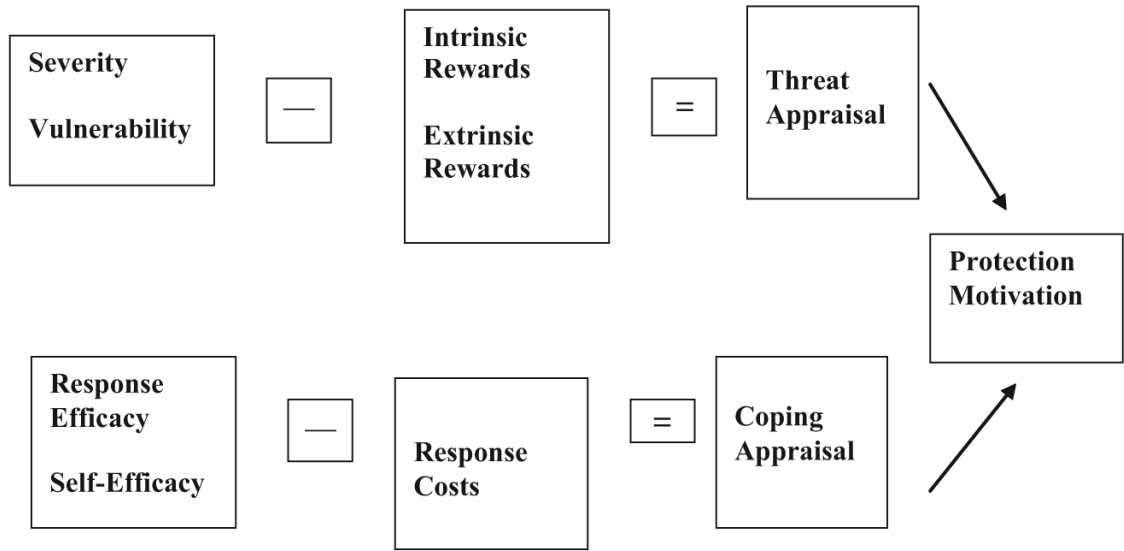 Severity
Vulnerability
—
Intrinsic
Rewards
Extrinsic
Rewards
=
Threat
Appraisal
Protection
Motivation
Response
Efficacy
Self-Efficacy
—
Response
Costs
=
Coping
Appraisal